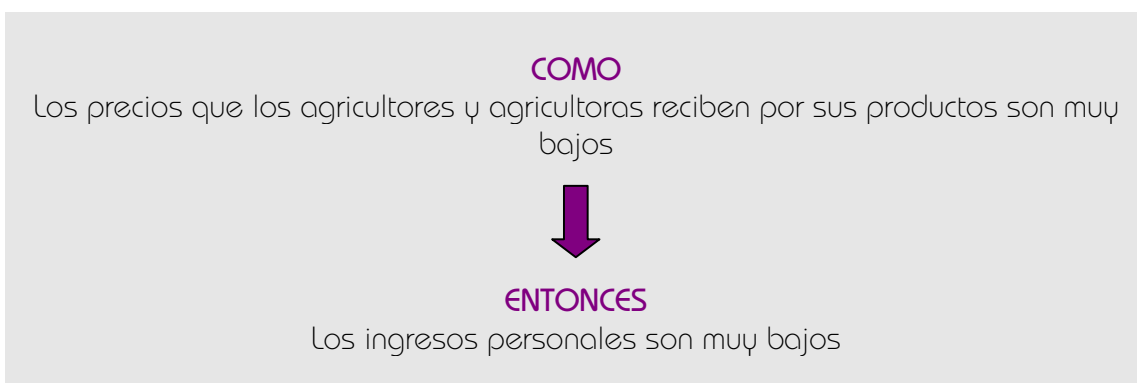 COMO
Los precios que los agricultores y agricultoras reciben por sus productos son muy
bajos
ENTONCES
Los ingresos personales son muy bajos